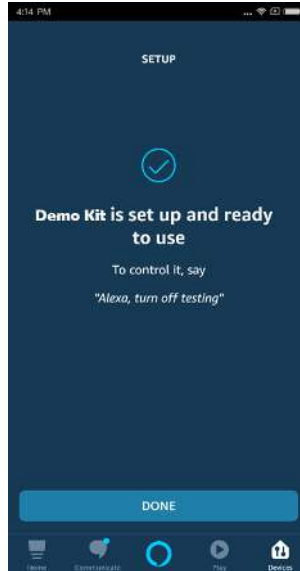 4:14 PM
SETUP
Demo Kit is set up and ready
to use
To control it, say
"Alexa, turn off testing"
DONE
Home Communicate Play Devices